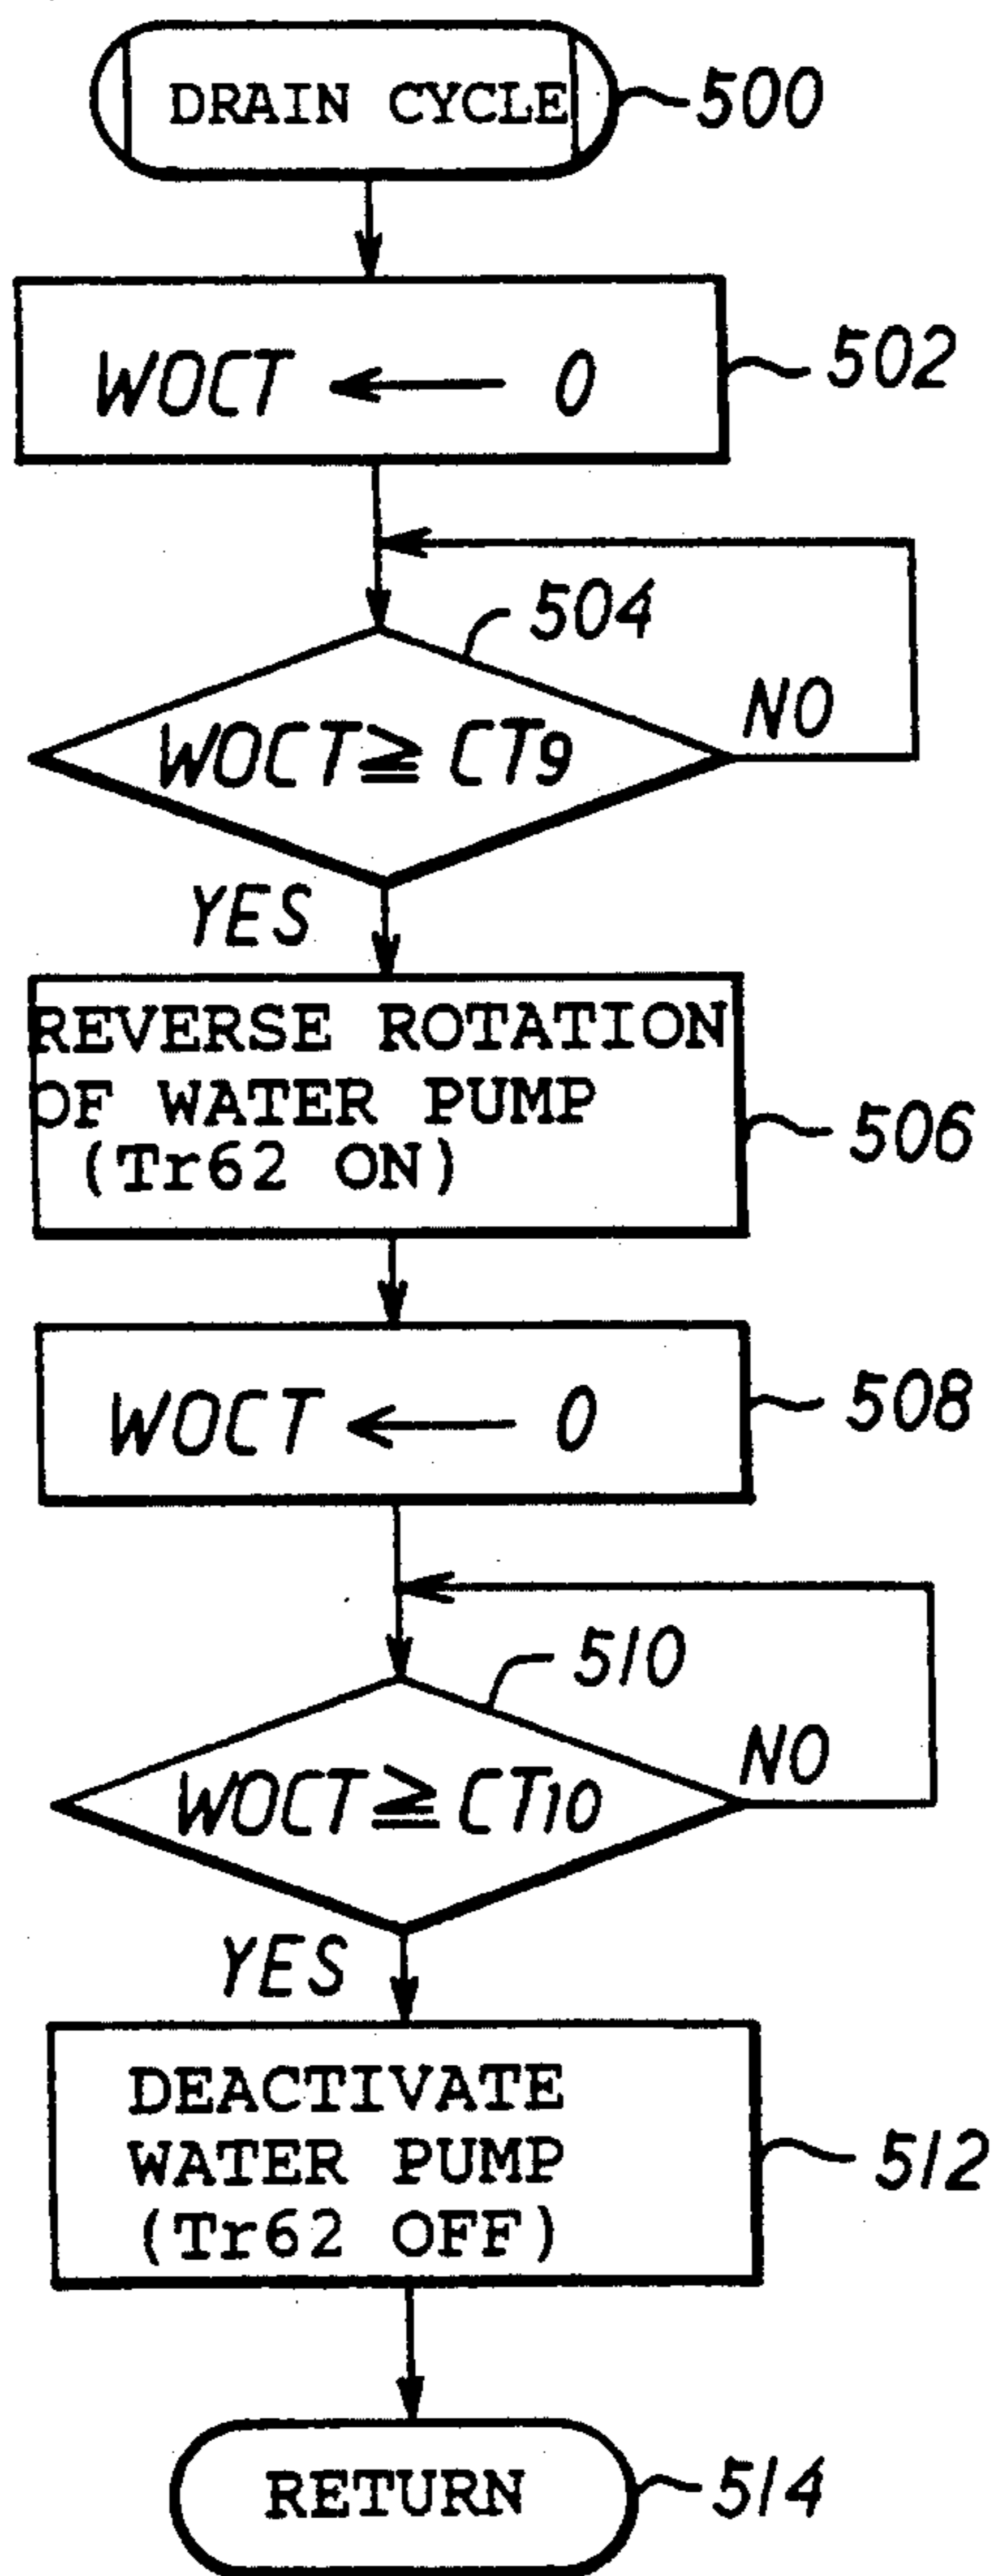 DRAIN CYCLE
500
WOCT ← 0
502
504
WOCT ≧ CT9
NO
YES
REVERSE ROTATION
OF WATER PUMP
(Tr62 ON)
506
WOCT ← 0
508
510
WOCT ≧ CT10
NO
YES
DEACTIVATE
WATER PUMP
(Tr62 OFF)
512
RETURN
514